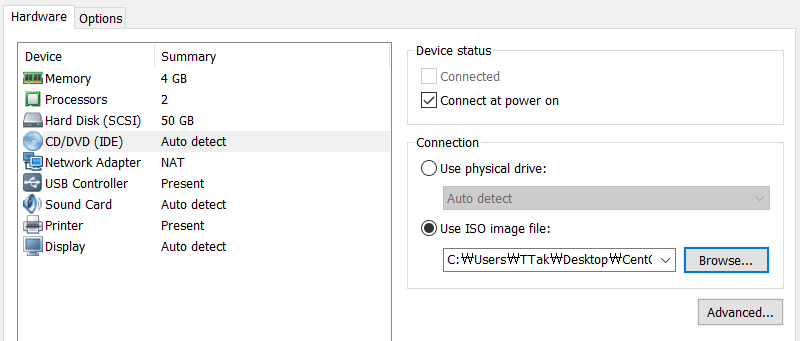 Hardware Options
Device Summary
Memory 4 GB
Processors 2
Hard Disk (SCSI) 50 GB
CD/DVD (IDE) Auto detect
Network Adapter NAT
USB Controller Present
Sound Card Auto detect
Printer Present
Display Auto detect
Device status
Connected
Connect at power on
Connection
Use physical drive:
Auto detect
Use ISO image file:
C:₩Users₩TTak₩Desktop₩Cent Browse...
Advanced...